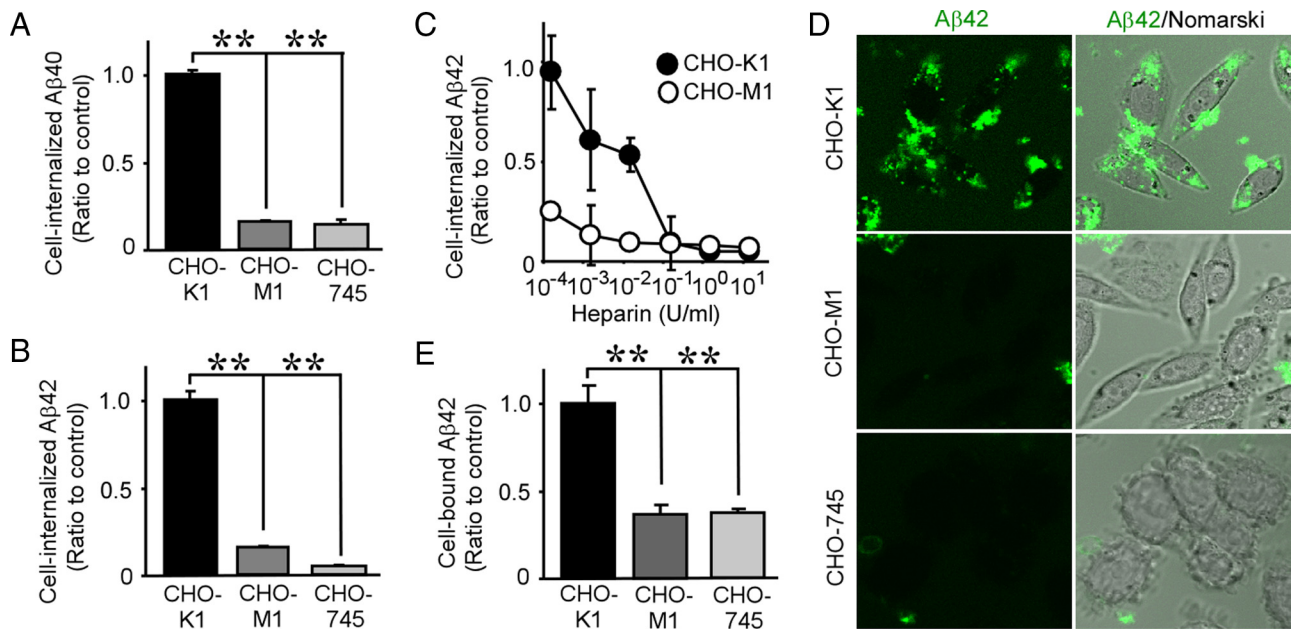 A
Cell-internalized Aβ40
(Ratio to control)
1.0
0.5
0
** **
CHO-
K1
CHO-
M1
CHO-
745
B
Cell-internalized Aβ42
(Ratio to control)
1.0
0.5
0
** **
CHO-
K1
CHO-
M1
CHO-
745
C
Cell-internalized Aβ42
(Ratio to control)
1.0
0.5
0
CHO-K1
CHO-M1
10⁻⁴ 10⁻³ 10⁻² 10⁻¹ 10⁰ 10¹
Heparin (U/ml)
E
Cell-bound Aβ42
(Ratio to control)
1.0
0.5
0
** **
CHO-
K1
CHO-
M1
CHO-
745
D
Aβ42
Aβ42/Nomarski
CHO-K1
CHO-M1
CHO-745